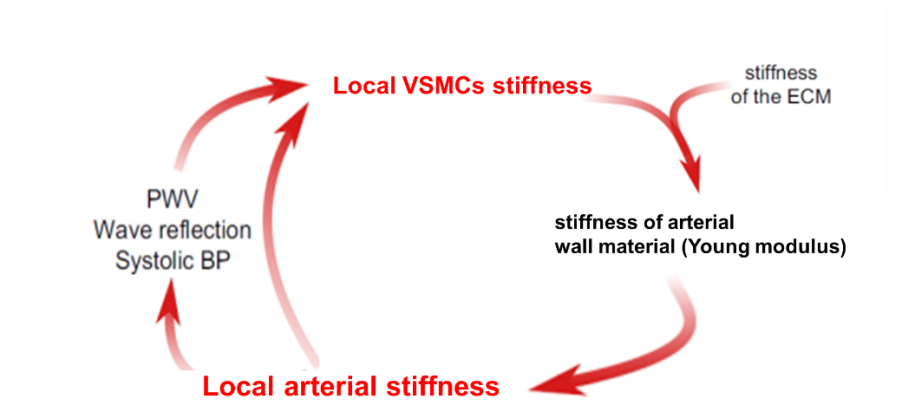 Local VSMCs stiffness
stiffness
of the ECM
stiffness of arterial
wall material (Young modulus)
Local arterial stiffness
PWV
Wave reflection
Systolic BP